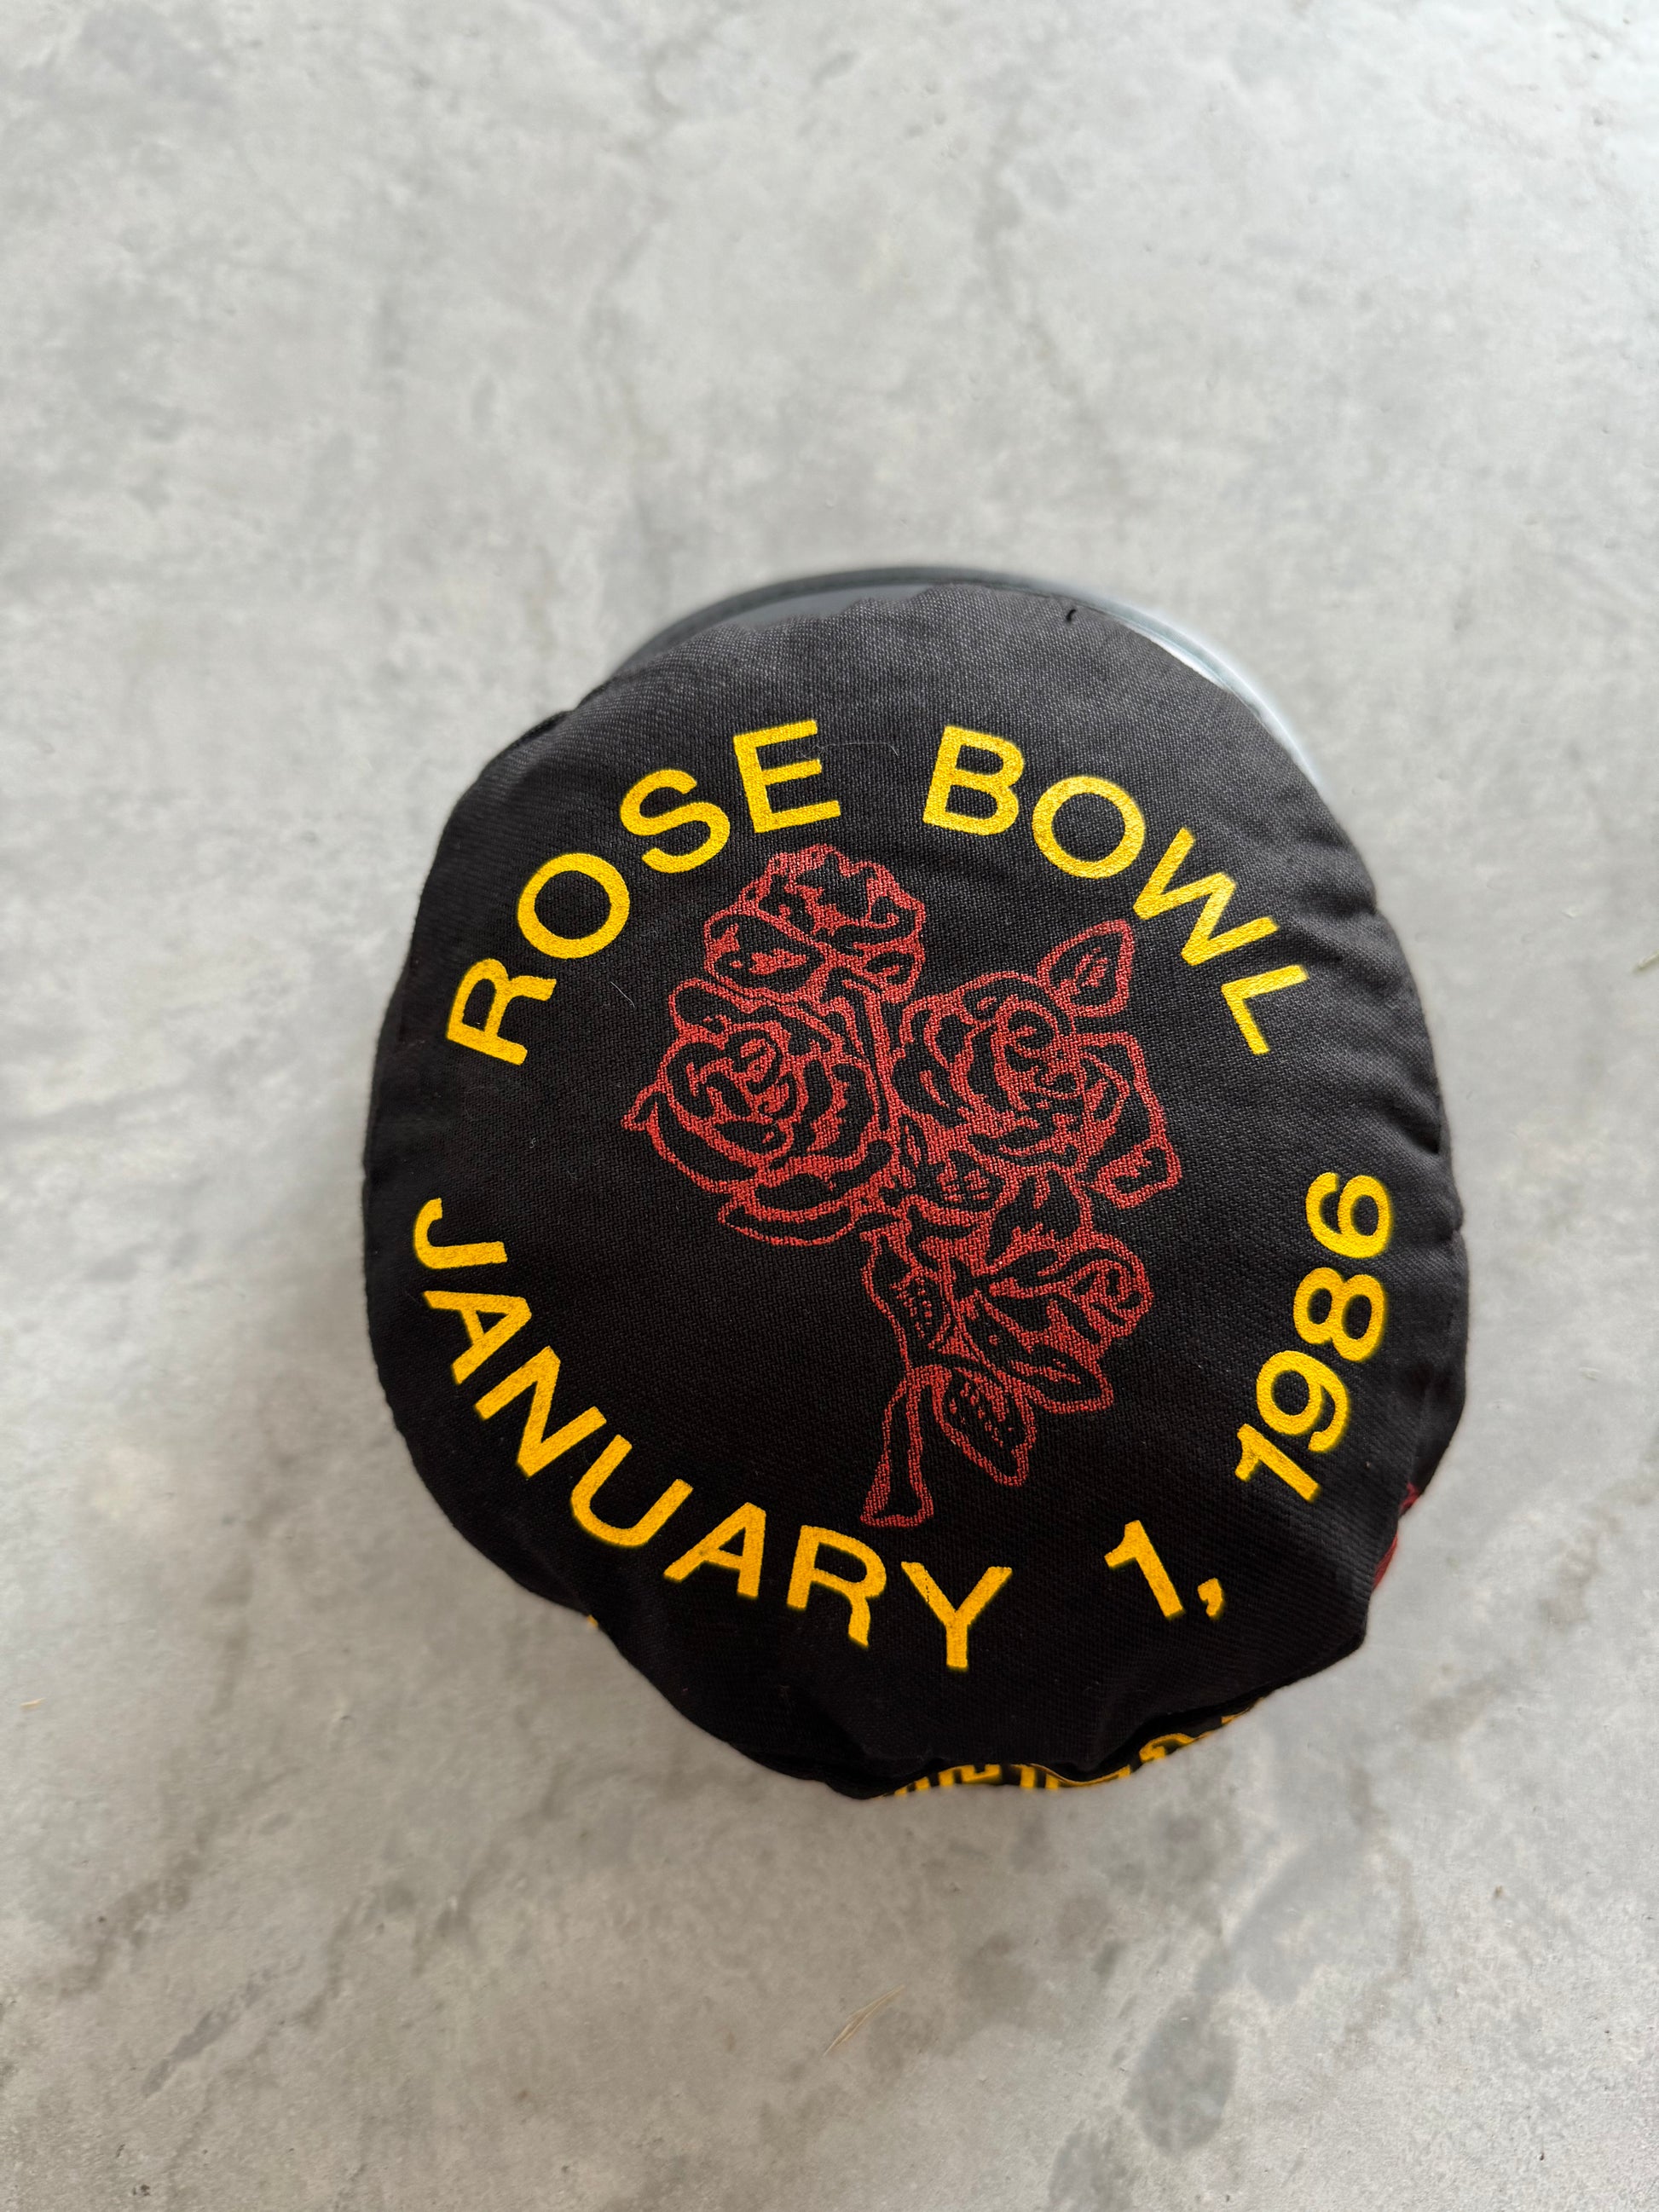 ROSE BOWL
JANUARY 1, 1986